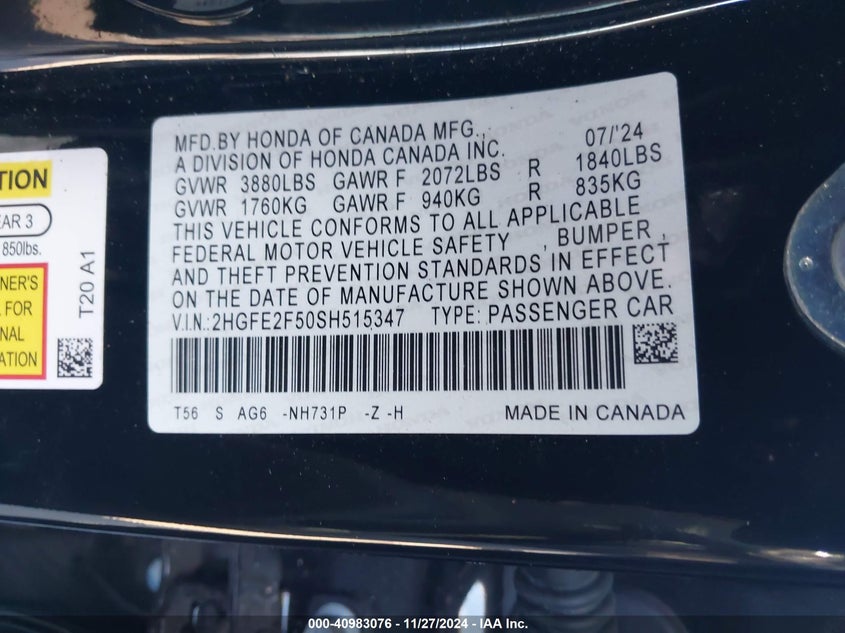 MFD.BY HONDA OF CANADA MFG., 07/'24
A DIVISION OF HONDA CANADA INC.
GVWR 3880LBS GAWR F 2072LBS R 1840LBS
GVWR 1760KG GAWR F 940KG R 835KG
THIS VEHICLE CONFORMS TO ALL APPLICABLE
FEDERAL MOTOR VEHICLE SAFETY , BUMPER ,
AND THEFT PREVENTION STANDARDS IN EFFECT
ON THE DATE OF MANUFACTURE SHOWN ABOVE.
V.I.N.:2HGFE2F50SH515347 TYPE: PASSENGER CAR
T56 S AG6 -NH731P -Z -H MADE IN CANADA
TION
EAR 3
850lbs.
NER'S
FOR
NAL
ATION
T20 A1
000-40983076 | 11/27/2024 | IAA Inc.